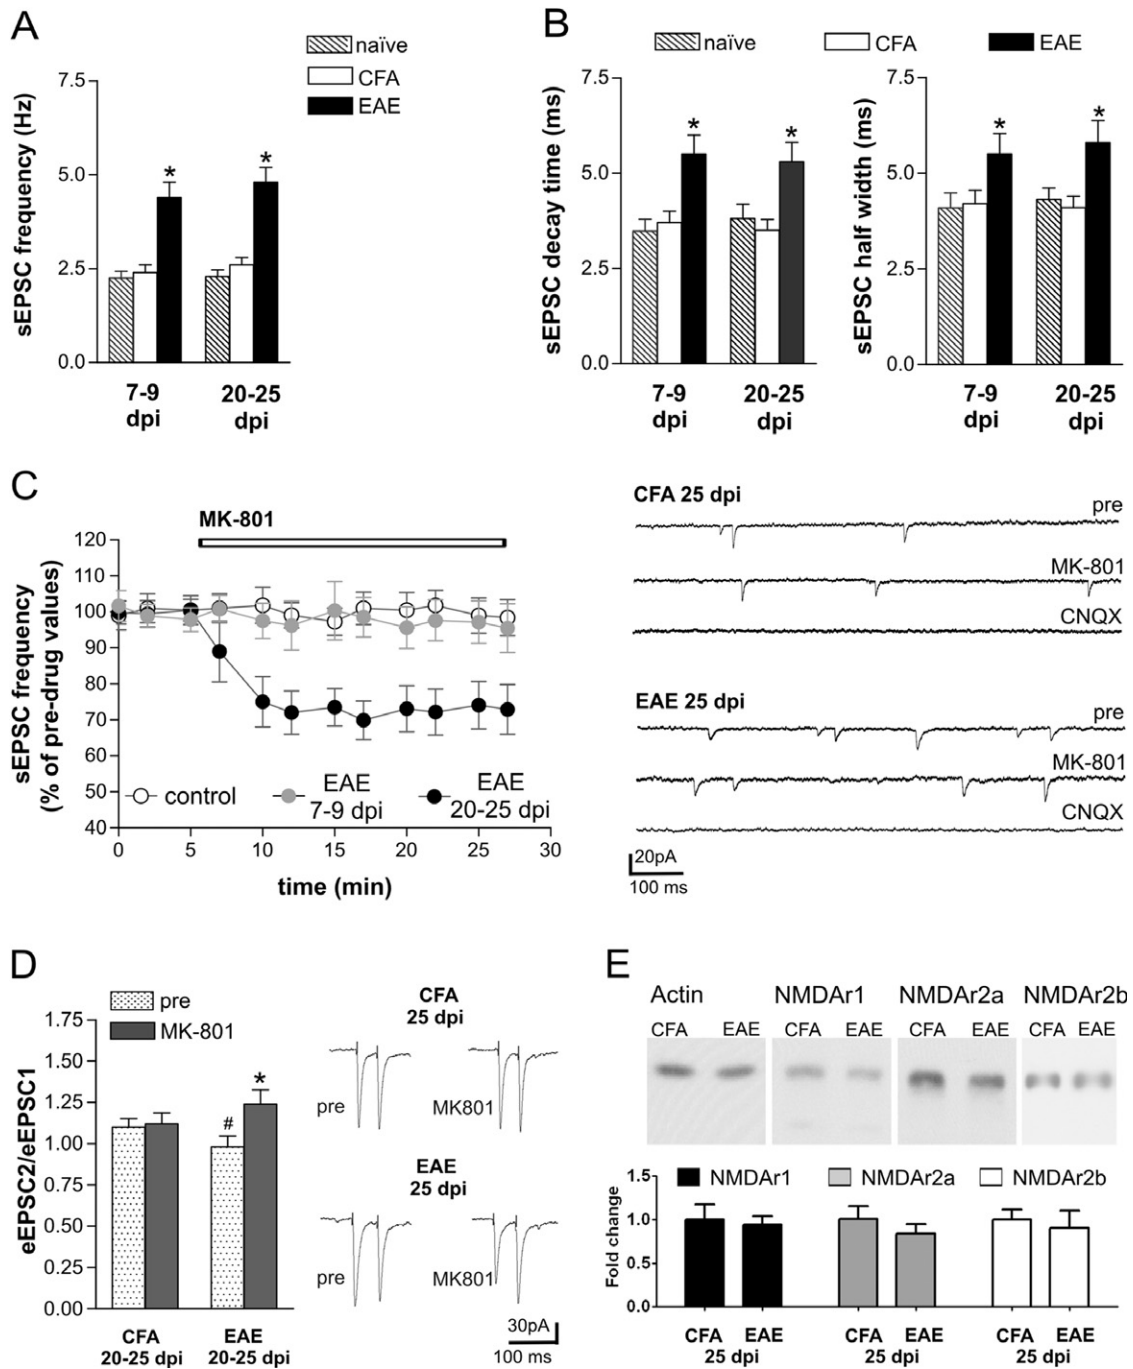 A
naïve
CFA
EAE
sEPSC frequency (Hz)
7.5
5.0
2.5
0.0
*
*
7-9
dpi
20-25
dpi
B
naïve
CFA
EAE
sEPSC decay time (ms)
7.5
5.0
2.5
0.0
*
*
7-9
dpi
20-25
dpi
sEPSC half width (ms)
7.5
5.0
2.5
0.0
*
*
7-9
dpi
20-25
dpi
C
MK-801
sEPSC frequency
(% of pre-drug values)
120
110
100
90
80
70
60
50
40
control
EAE
7-9 dpi
EAE
20-25 dpi
0 5 10 15 20 25 30
time (min)
CFA 25 dpi
pre
MK-801
CNQX
EAE 25 dpi
pre
MK-801
CNQX
20pA
100 ms
D
pre
MK-801
eEPSC2/eEPSC1
1.75
1.50
1.25
1.00
0.75
0.50
0.25
0.00
#
*
CFA
20-25 dpi
EAE
20-25 dpi
CFA
25 dpi
pre
MK801
EAE
25 dpi
pre
MK801
30pA
100 ms
E
Actin NMDAr1 NMDAr2a NMDAr2b
CFA EAE CFA EAE CFA EAE CFA EAE
NMDAr1 NMDAr2a NMDAr2b
Fold change
1.5
1.0
0.5
0.0
CFA EAE CFA EAE CFA EAE
25 dpi 25 dpi 25 dpi